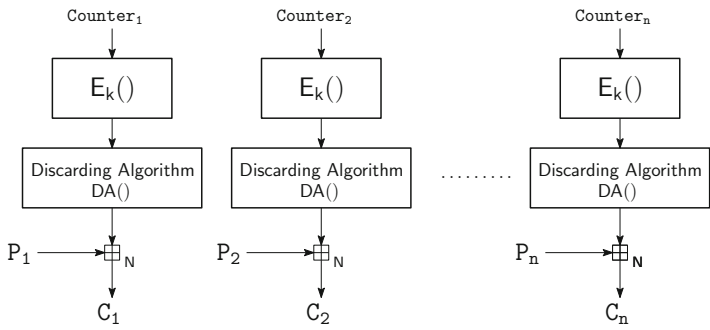 Counter₁ Counter₂ Counterₙ
Eₖ() Eₖ() Eₖ()
Discarding Algorithm Discarding Algorithm Discarding Algorithm
DA() DA() ......... DA()
P₁ N P₂ N Pₙ N
C₁ C₂ Cₙ